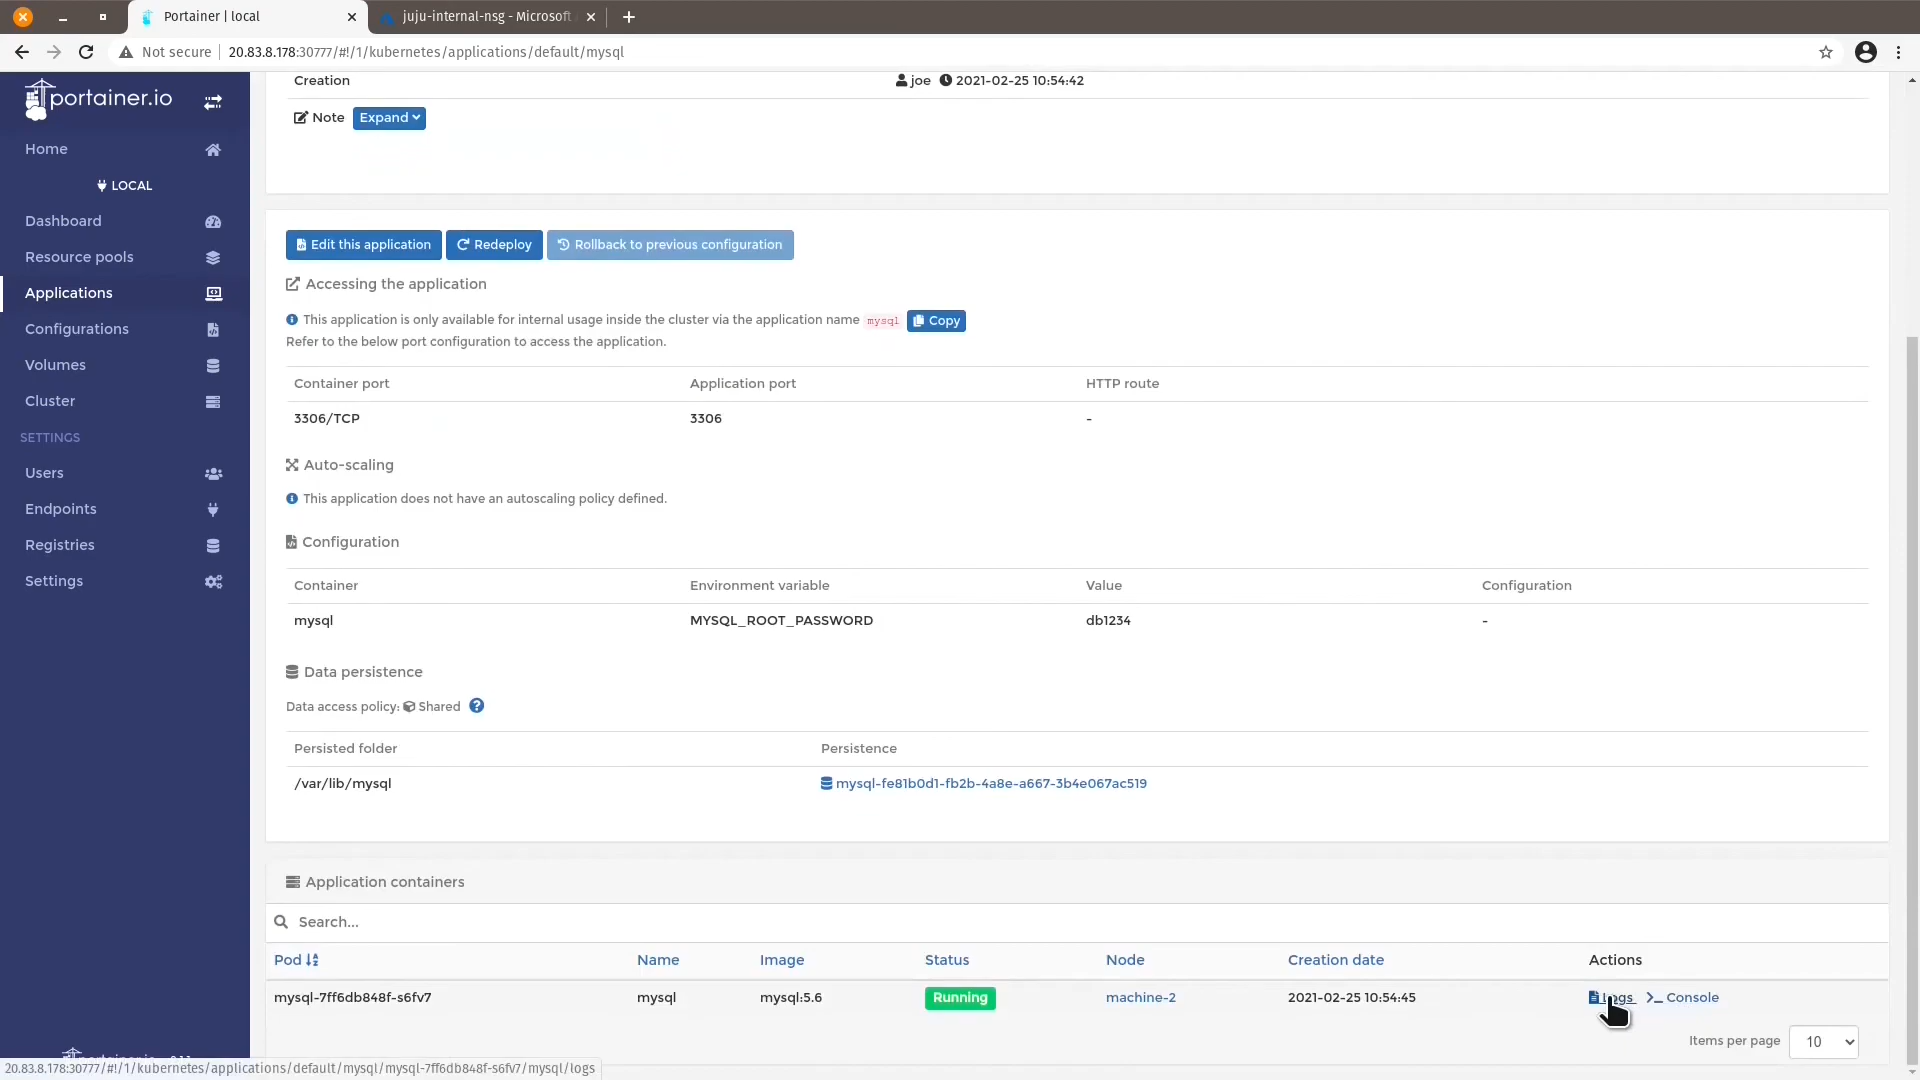 Portainer | local
juju-internal-nsg - Microsoft
Not secure
20.83.8.178:30777/#!/1/kubernetes/applications/default/mysql
portainer.io
Home
LOCAL
Dashboard
Resource pools
Applications
Configurations
Volumes
Cluster
SETTINGS
Users
Endpoints
Registries
Settings
Creation
joe 2021-02-25 10:54:42
Note Expand
Edit this application Redeploy Rollback to previous configuration
Accessing the application
This application is only available for internal usage inside the cluster via the application name mysql Copy
Refer to the below port configuration to access the application.
Container port Application port HTTP route
3306/TCP 3306 -
Auto-scaling
This application does not have an autoscaling policy defined.
Configuration
Container Environment variable Value Configuration
mysql MYSQL_ROOT_PASSWORD db1234 -
Data persistence
Data access policy: Shared
Persisted folder Persistence
/var/lib/mysql mysql-fe81b0d1-fb2b-4a8e-a667-3b4e067ac519
Application containers
Search...
Pod Name Image Status Node Creation date Actions
mysql-7ff6db848f-s6fv7 mysql mysql:5.6 Running machine-2 2021-02-25 10:54:45 Logs Console
Items per page 10
20.83.8.178:30777/#!/1/kubernetes/applications/default/mysql/mysql-7ff6db848f-s6fv7/mysql/logs